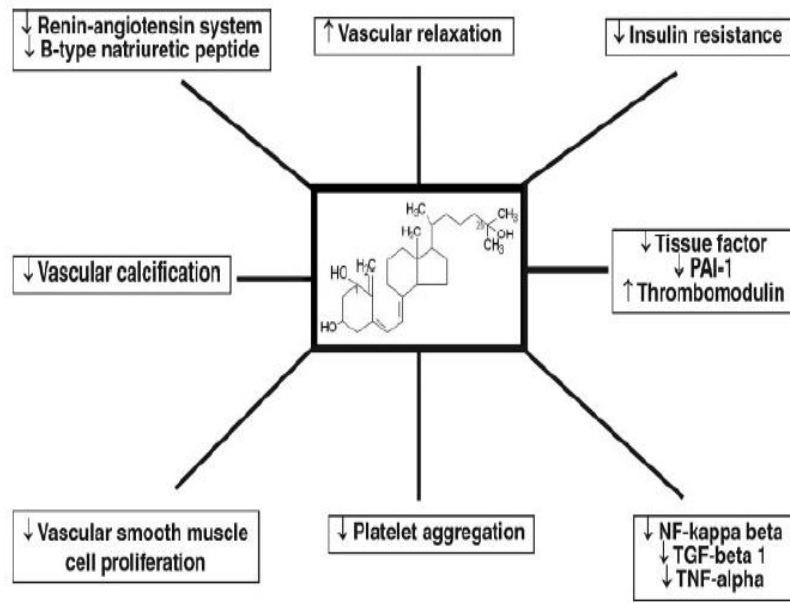 ↓ Renin-angiotensin system
↓ B-type natriuretic peptide
↑ Vascular relaxation
↓ Insulin resistance
↓ Vascular calcification
H₃C
CH₃
25
OH
CH₃
H₃C
H₂C
HO
HO
↓ Tissue factor
↓ PAI-1
↑ Thrombomodulin
↓ Vascular smooth muscle
cell proliferation
↓ Platelet aggregation
↓ NF-kappa beta
↓ TGF-beta 1
↓ TNF-alpha